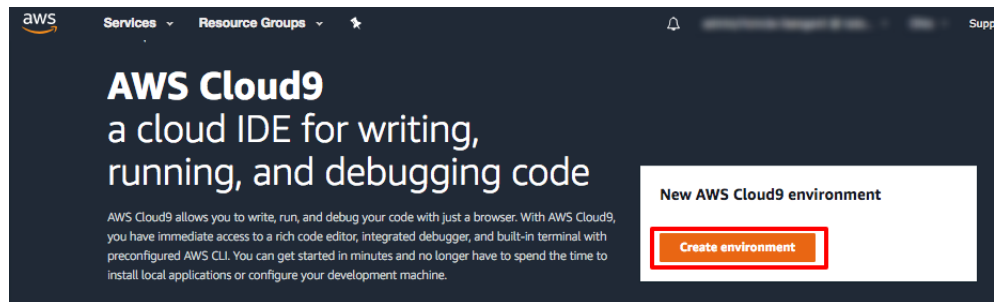 aws Services Resource Groups Supp
AWS Cloud9
a cloud IDE for writing,
running, and debugging code
AWS Cloud9 allows you to write, run, and debug your code with just a browser. With AWS Cloud9,
you have immediate access to a rich code editor, integrated debugger, and built-in terminal with
preconfigured AWS CLI. You can get started in minutes and no longer have to spend the time to
install local applications or configure your development machine.
New AWS Cloud9 environment
Create environment